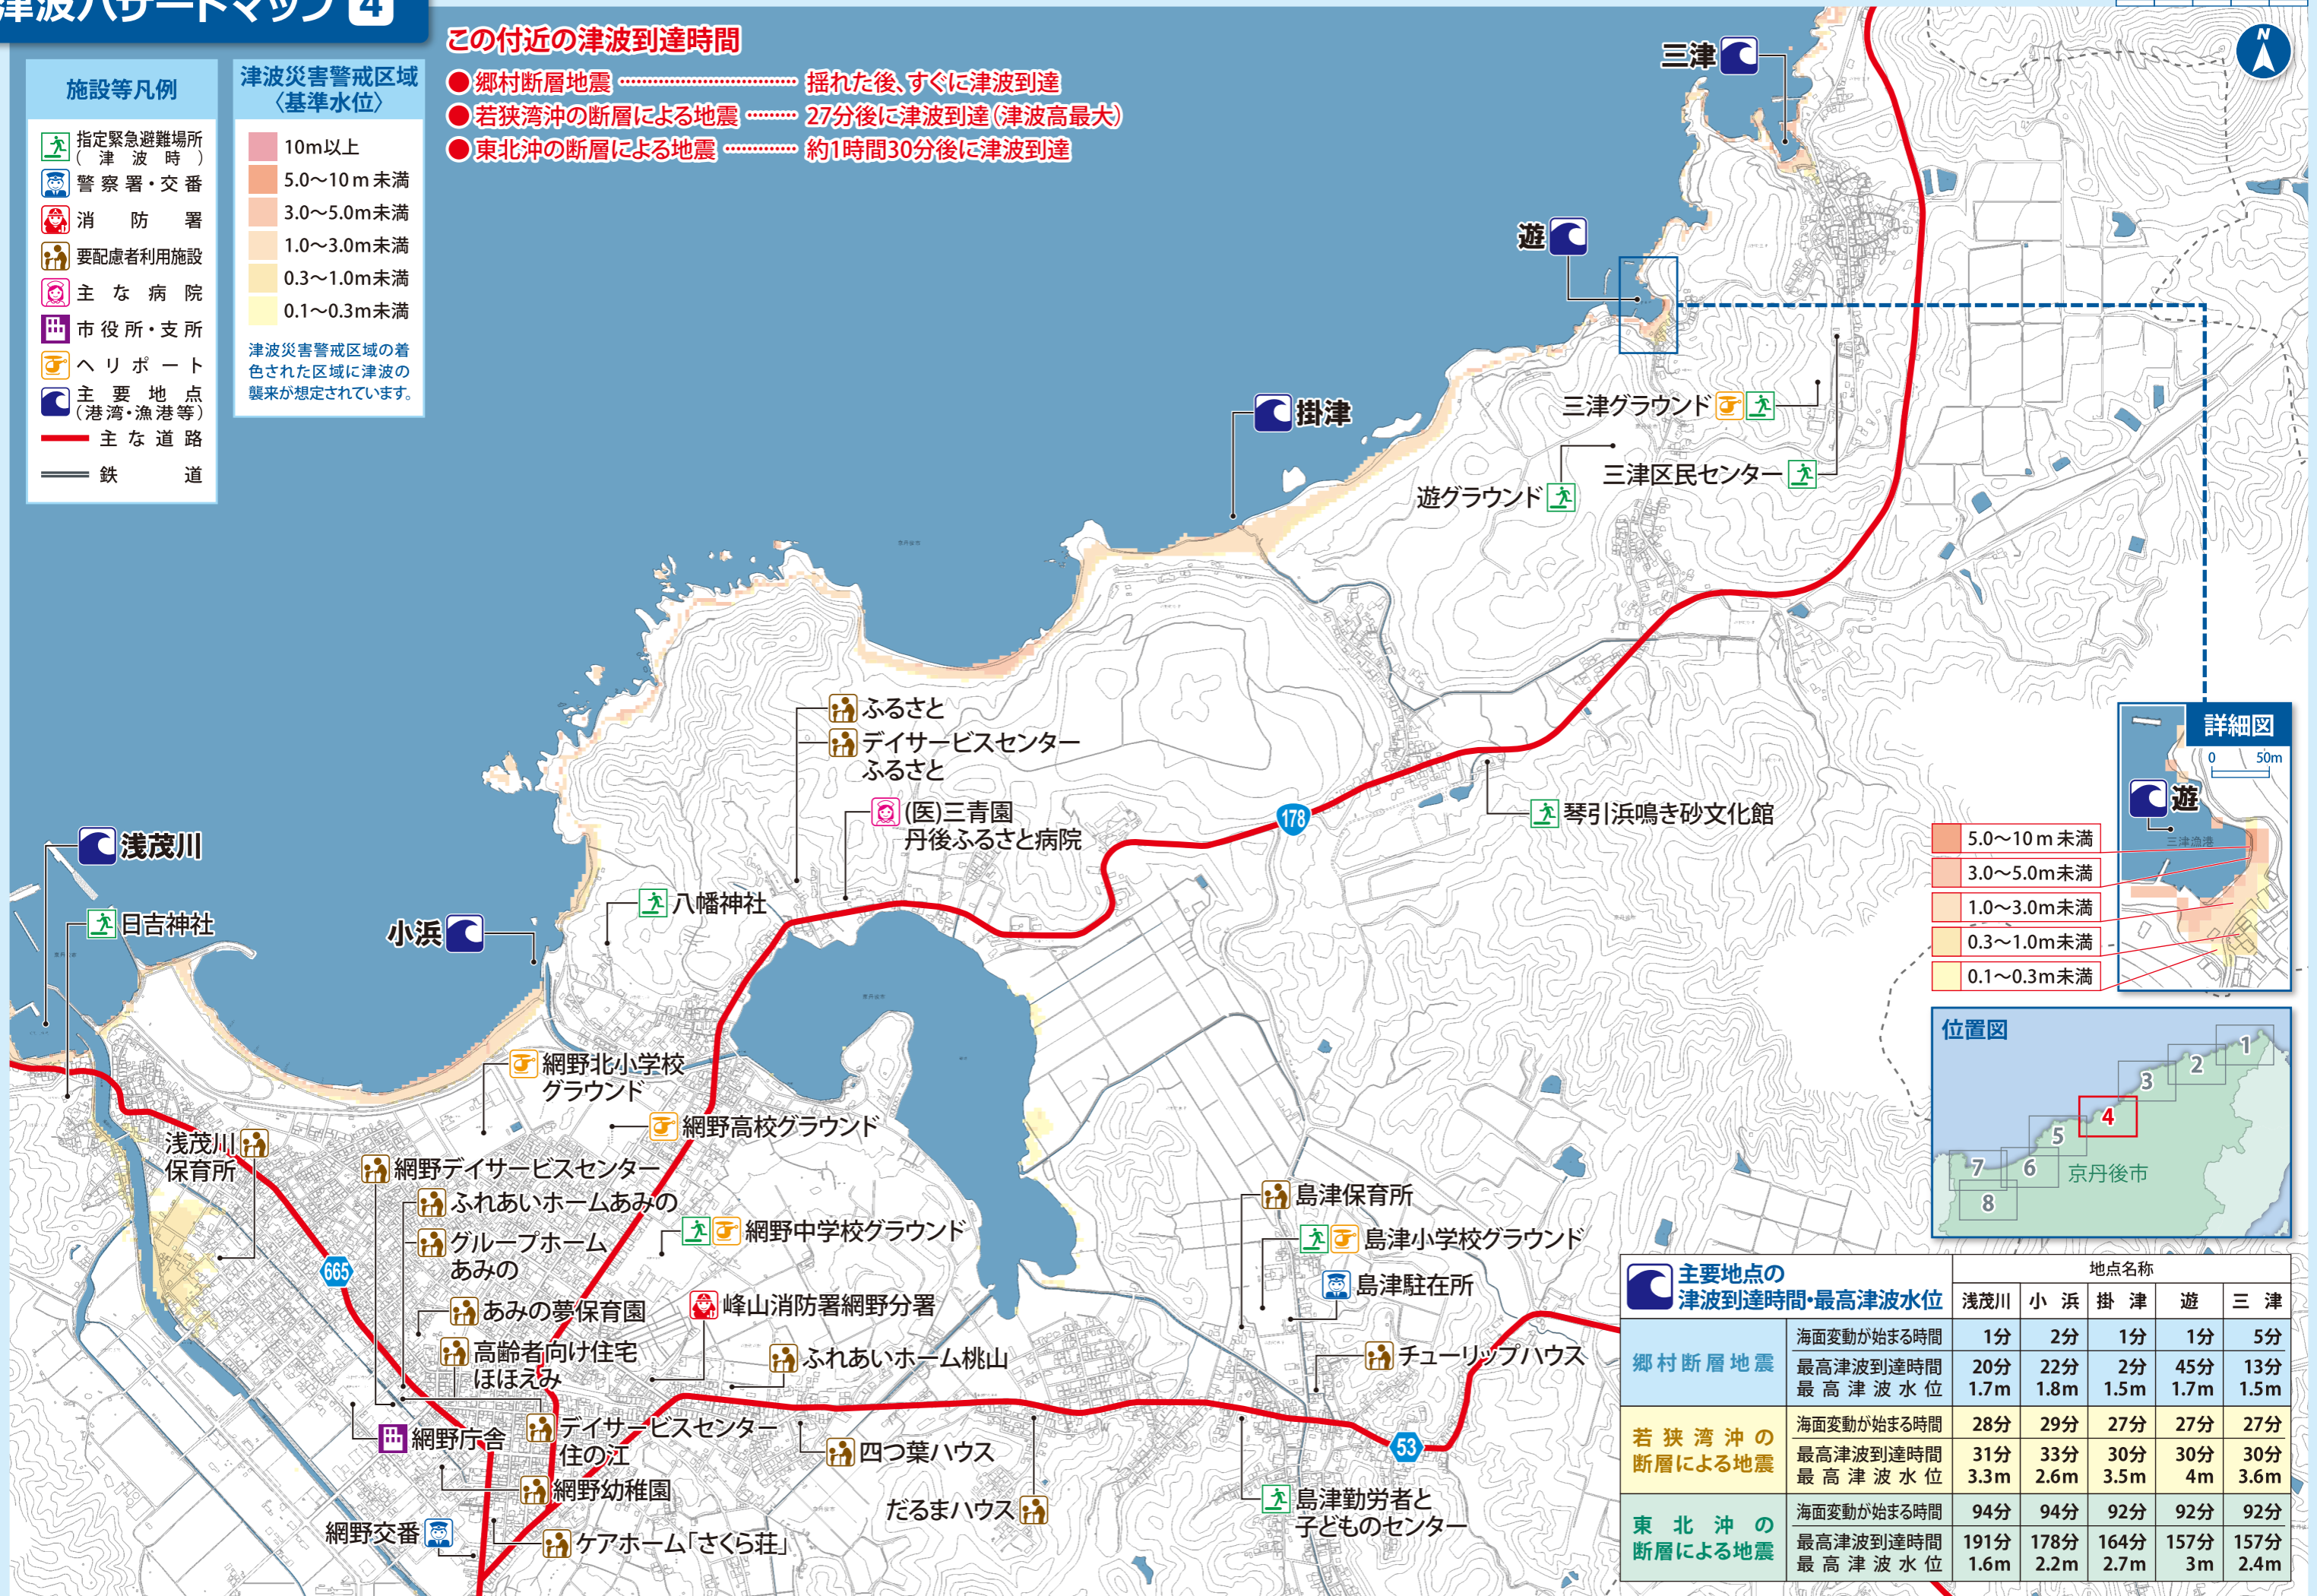 津波ハザードマップ 4
この付近の津波到達時間
●郷村断層地震 ………… 揺れた後、すぐに津波到達
●若狭湾沖の断層による地震 ……… 27分後に津波到達(津波高最大)
●東北沖の断層による地震 ………… 約1時間30分後に津波到達
施設等凡例
指定緊急避難場所
(津波時)
警察署・交番
消防署
要配慮者利用施設
主な病院
市役所・支所
ヘリポート
主要地点
(港湾・漁港等)
主な道路
鉄道
津波災害警戒区域
〈基準水位〉
10m以上
5.0〜10m未満
3.0〜5.0m未満
1.0〜3.0m未満
0.3〜1.0m未満
0.1〜0.3m未満
津波災害警戒区域の着
色された区域に津波の
襲来が想定されています。
N
三津
遊
掛津
三津グラウンド
三津区民センター
遊グラウンド
ふるさと
デイサービスセンター
ふるさと
(医)三青園
丹後ふるさと病院
178
琴引浜鳴き砂文化館
浅茂川
日吉神社
小浜
八幡神社
網野北小学校
グラウンド
網野高校グラウンド
浅茂川
保育所
網野デイサービスセンター
ふれあいホームあみの
網野中学校グラウンド
グループホーム
あみの
665
あみの夢保育園
峰山消防署網野分署
高齢者向け住宅
ほほえみ
ふれあいホーム桃山
島津保育所
島津小学校グラウンド
島津駐在所
チューリップハウス
網野庁舎
デイサービスセンター
住の江
四つ葉ハウス
53
網野幼稚園
だるまハウス
島津勤労者と
子どものセンター
網野交番
ケアホーム「さくら荘」
詳細図
0 50m
遊
三津漁港
5.0〜10m未満
3.0〜5.0m未満
1.0〜3.0m未満
0.3〜1.0m未満
0.1〜0.3m未満
位置図
1
2
3
4
5
6
7
8
京丹後市
主要地点の
津波到達時間・最高津波水位
地点名称
浅茂川 小浜 掛津 遊 三津
郷村断層地震
海面変動が始まる時間 1分 2分 1分 1分 5分
最高津波到達時間 20分 22分 2分 45分 13分
最高津波水位 1.7m 1.8m 1.5m 1.7m 1.5m
若狭湾沖の
断層による地震
海面変動が始まる時間 28分 29分 27分 27分 27分
最高津波到達時間 31分 33分 30分 30分 30分
最高津波水位 3.3m 2.6m 3.5m 4m 3.6m
東北沖の
断層による地震
海面変動が始まる時間 94分 94分 92分 92分 92分
最高津波到達時間 191分 178分 164分 157分 157分
最高津波水位 1.6m 2.2m 2.7m 3m 2.4m